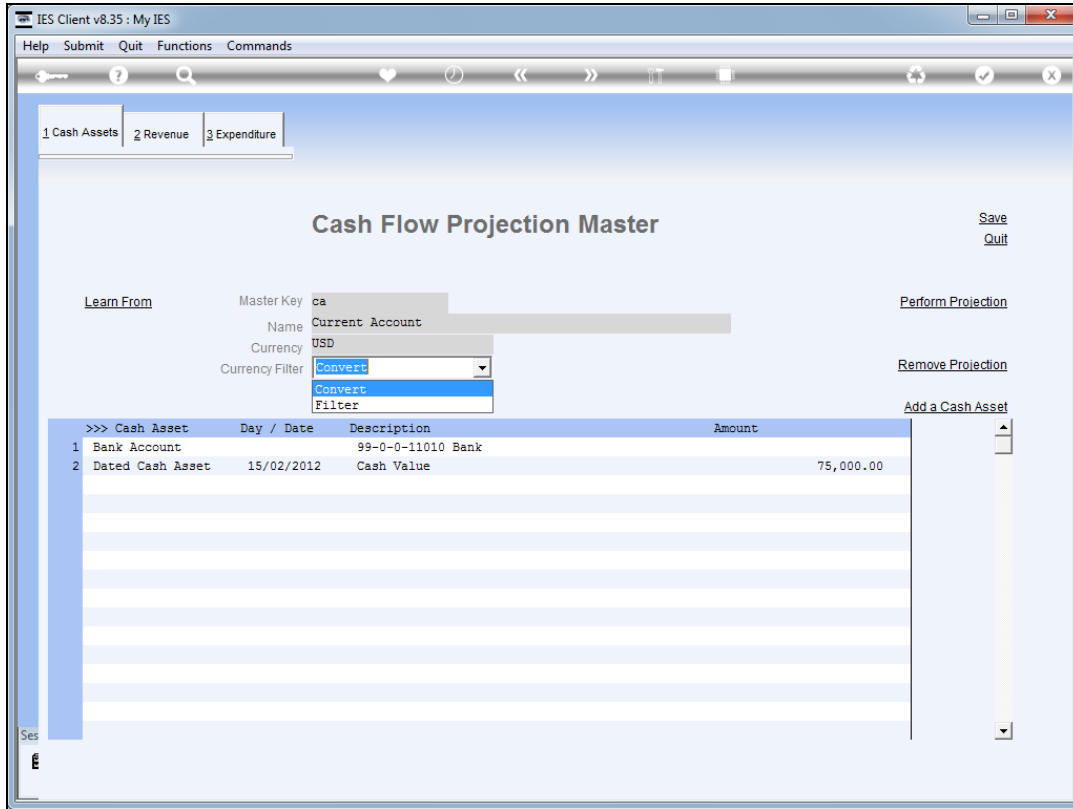 IES Client v8.35 : My IES
Help Submit Quit Functions Commands
1 Cash Assets 2 Revenue 3 Expenditure
Cash Flow Projection Master
Save
Quit
Learn From Master Key ca Perform Projection
Name Current Account
Currency USD
Currency Filter Convert Remove Projection
Convert
Filter Add a Cash Asset
>>> Cash Asset Day / Date Description Amount
1 Bank Account 99-0-0-11010 Bank
2 Dated Cash Asset 15/02/2012 Cash Value 75,000.00
Ses